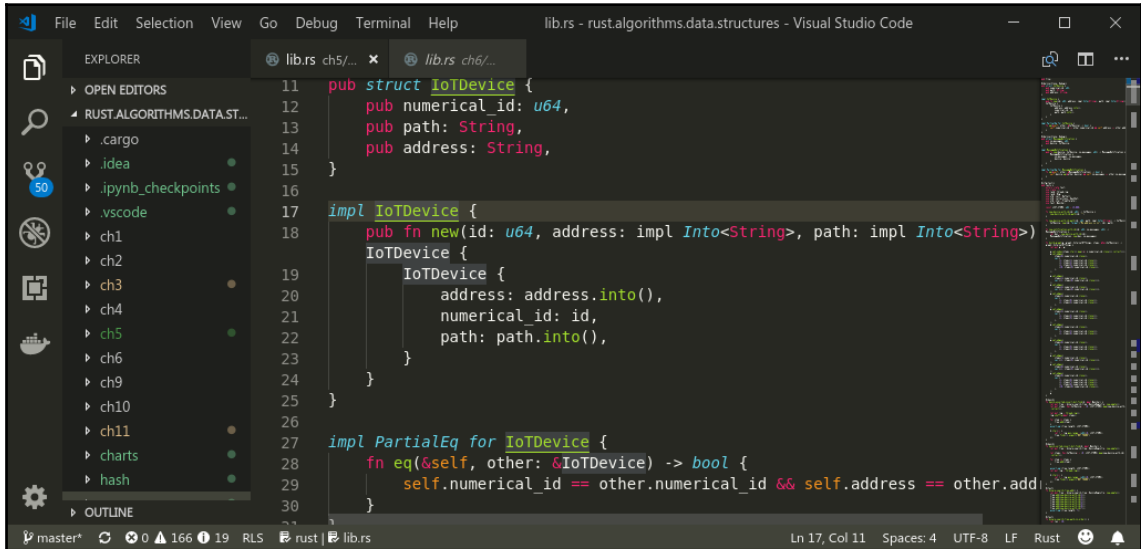 File Edit Selection View Go Debug Terminal Help lib.rs - rust.algorithms.data.structures - Visual Studio Code
EXPLORER
OPEN EDITORS
RUST.ALGORITHMS.DATA.ST...
.cargo
.idea
.ipynb_checkpoints
.vscode
ch1
ch2
ch3
ch4
ch5
ch6
ch9
ch10
ch11
charts
hash
OUTLINE
50
lib.rs ch5/... lib.rs ch6/...
11 pub struct IoTDevice {
12 pub numerical_id: u64,
13 pub path: String,
14 pub address: String,
15 }
16
17 impl IoTDevice {
18 pub fn new(id: u64, address: impl Into<String>, path: impl Into<String>)
IoTDevice {
19 IoTDevice {
20 address: address.into(),
21 numerical_id: id,
22 path: path.into(),
23 }
24 }
25 }
26
27 impl PartialEq for IoTDevice {
28 fn eq(&self, other: &IoTDevice) -> bool {
29 self.numerical_id == other.numerical_id && self.address == other.addr
30 }
master* 0 166 19 RLS rust | lib.rs Ln 17, Col 11 Spaces: 4 UTF-8 LF Rust